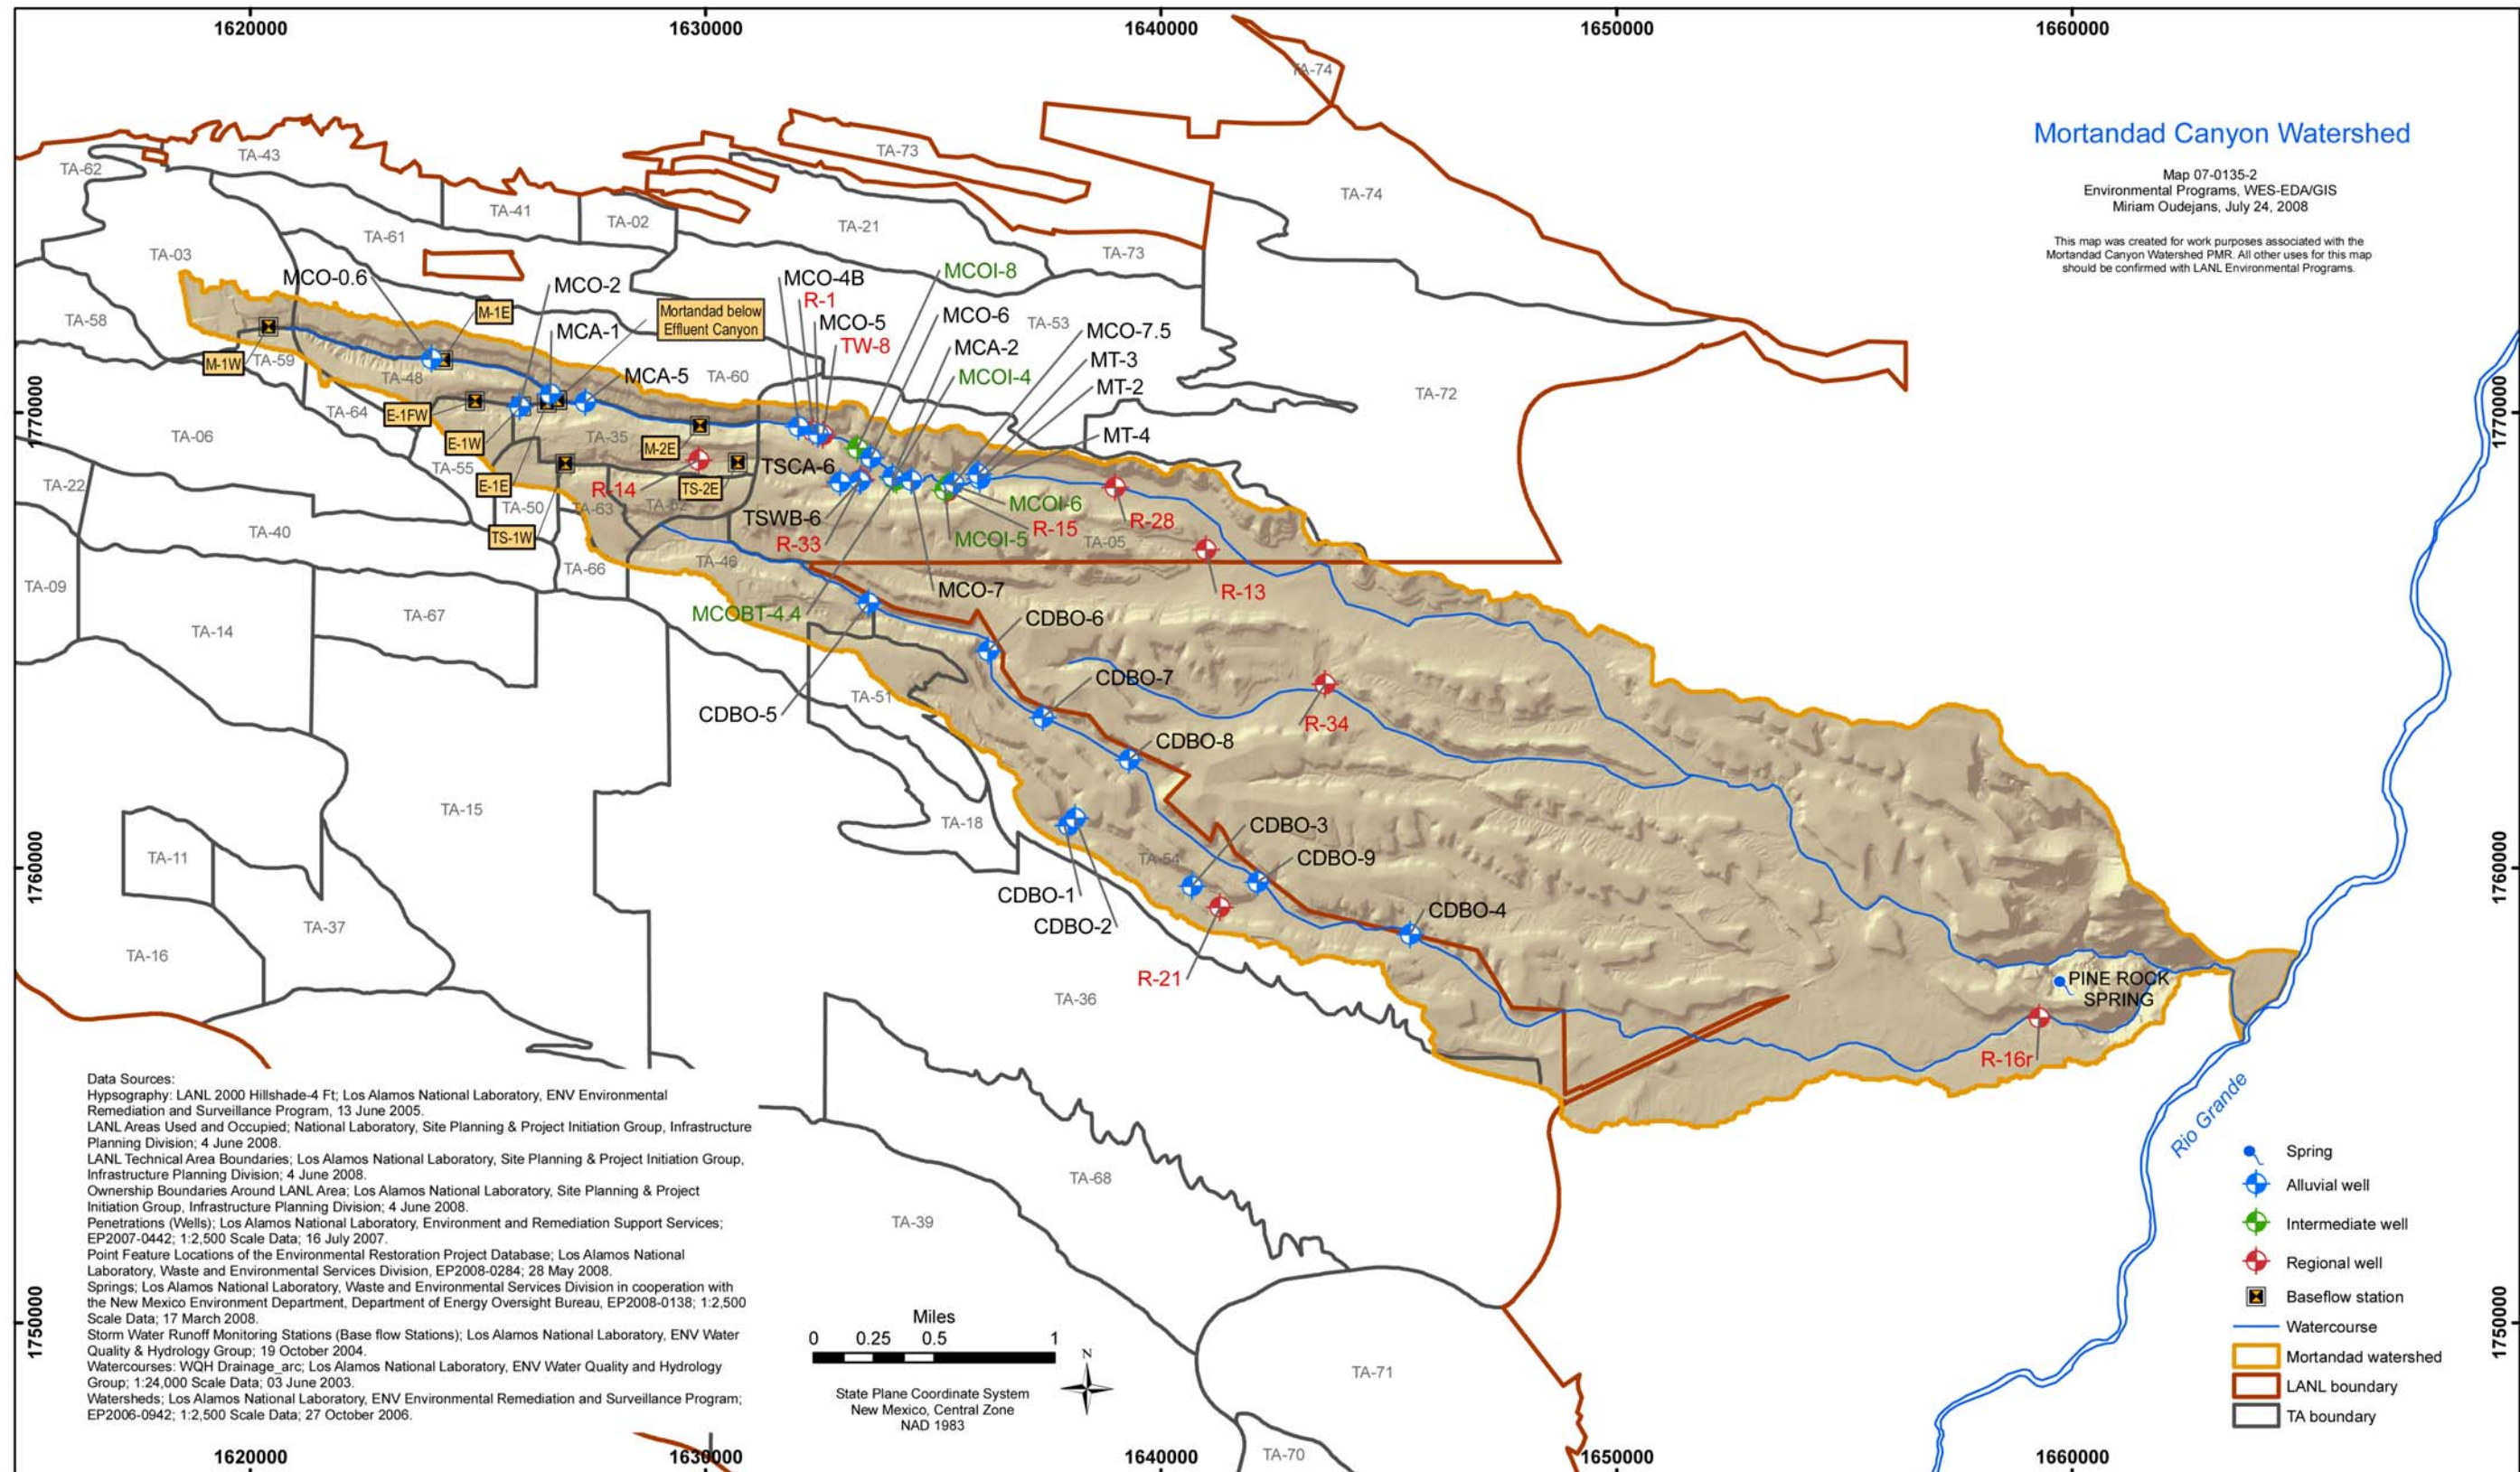 1620000
1630000
1640000
1650000
1660000
Mortandad Canyon Watershed
Map 07-0135-2
Environmental Programs, WES-EDA/GIS
Miriam Oudejans, July 24, 2008
This map was created for work purposes associated with the
Mortandad Canyon Watershed PMR. All other uses for this map
should be confirmed with LANL Environmental Programs.
TA-74
TA-43
TA-62
TA-73
TA-74
TA-41
TA-02
TA-21
TA-61
TA-03
TA-73
MCO-0.6
MCO-2
MCO-4B
MCOI-8
R-1
M-1E
Mortandad below
Effluent Canyon
MCO-6
TA-58
MCA-1
MCO-5
TA-53
MCO-7.5
TW-8
MCA-2
MT-3
M-1W
TA-59
TA-48
MCA-5
TA-60
MCOI-4
MT-2
TA-72
1770000
1770000
TA-64
E-1FW
TA-06
E-1W
TA-35
M-2E
MT-4
TA-55
TSCA-6
TA-22
E-1E
R-14
TS-2E
TA-50
TA-63
TA-52
MCOI-6
TSWB-6
R-15
R-28
TA-40
TS-1W
R-33
MCOI-5
TA-05
TA-46
TA-66
TA-09
MCO-7
R-13
TA-67
MCOBT-4.4
CDBO-6
TA-14
CDBO-7
TA-51
CDBO-5
R-34
CDBO-8
TA-15
TA-18
CDBO-3
TA-11
TA-54
CDBO-9
1760000
1760000
CDBO-1
CDBO-4
TA-37
CDBO-2
TA-16
R-21
PINE ROCK
SPRING
TA-36
R-16r
Rio Grande
Data Sources:
Hypsography: LANL 2000 Hillshade-4 Ft; Los Alamos National Laboratory, ENV Environmental
Remediation and Surveillance Program, 13 June 2005.
LANL Areas Used and Occupied; National Laboratory, Site Planning & Project Initiation Group, Infrastructure
Planning Division; 4 June 2008.
LANL Technical Area Boundaries; Los Alamos National Laboratory, Site Planning & Project Initiation Group,
Infrastructure Planning Division; 4 June 2008.
Ownership Boundaries Around LANL Area; Los Alamos National Laboratory, Site Planning & Project
Initiation Group, Infrastructure Planning Division; 4 June 2008.
Penetrations (Wells); Los Alamos National Laboratory, Environment and Remediation Support Services;
EP2007-0442; 1:2,500 Scale Data; 16 July 2007.
Point Feature Locations of the Environmental Restoration Project Database; Los Alamos National
Laboratory, Waste and Environmental Services Division, EP2008-0284; 28 May 2008.
Springs; Los Alamos National Laboratory, Waste and Environmental Services Division in cooperation with
the New Mexico Environment Department, Department of Energy Oversight Bureau, EP2008-0138; 1:2,500
Scale Data; 17 March 2008.
Storm Water Runoff Monitoring Stations (Base flow Stations); Los Alamos National Laboratory, ENV Water
Quality & Hydrology Group; 19 October 2004.
Watercourses: WQH Drainage_arc; Los Alamos National Laboratory, ENV Water Quality and Hydrology
Group; 1:24,000 Scale Data; 03 June 2003.
Watersheds; Los Alamos National Laboratory, ENV Environmental Remediation and Surveillance Program;
EP2006-0942; 1:2,500 Scale Data; 27 October 2006.
TA-68
TA-39
TA-71
TA-70
Miles
0 0.25 0.5 1
N
State Plane Coordinate System
New Mexico, Central Zone
NAD 1983
Spring
Alluvial well
Intermediate well
Regional well
Baseflow station
Watercourse
Mortandad watershed
LANL boundary
TA boundary
1750000
1750000
1620000
1630000
1640000
1650000
1660000